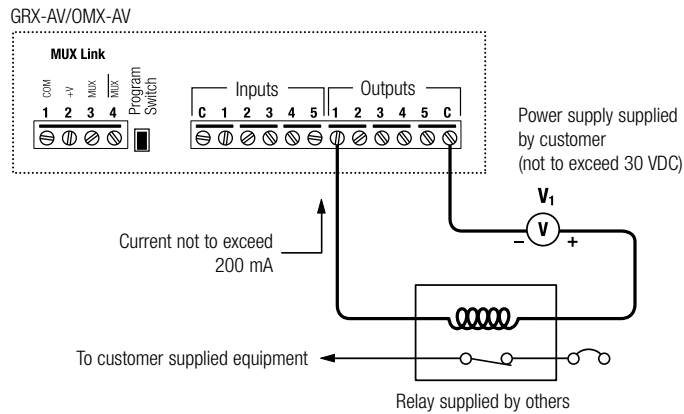 GRX-AV/OMX-AV
MUX Link
COM +V MUX MUX
1 2 3 4
Program
Switch
Inputs Outputs
C 1 2 3 4 5 1 2 3 4 5 C
Power supply supplied
by customer
(not to exceed 30 VDC)
V₁
– V +
Current not to exceed
200 mA
To customer supplied equipment
Relay supplied by others